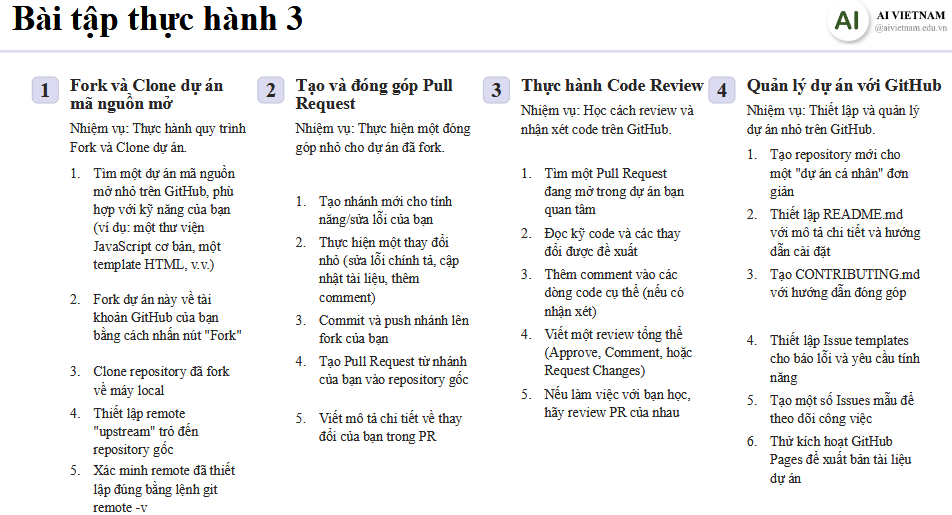 Bài tập thực hành 3
AI
AI VIETNAM
@aivietnam.edu.vn
1
Fork và Clone dự án
mã nguồn mở
Nhiệm vụ: Thực hành quy trình
Fork và Clone dự án.
1. Tìm một dự án mã nguồn
mở nhỏ trên GitHub, phù
hợp với kỹ năng của bạn
(ví dụ: một thư viện
JavaScript cơ bản, một
template HTML, v.v.)
2. Fork dự án này về tài
khoản GitHub của bạn
bằng cách nhấn nút "Fork"
3. Clone repository đã fork
về máy local
4. Thiết lập remote
"upstream" trỏ đến
repository gốc
5. Xác minh remote đã thiết
lập đúng bằng lệnh git
remote -v
2
Tạo và đóng góp Pull
Request
Nhiệm vụ: Thực hiện một đóng
góp nhỏ cho dự án đã fork.
1. Tạo nhánh mới cho tính
năng/sửa lỗi của bạn
2. Thực hiện một thay đổi
nhỏ (sửa lỗi chính tả, cập
nhật tài liệu, thêm
comment)
3. Commit và push nhánh lên
fork của bạn
4. Tạo Pull Request từ nhánh
của bạn vào repository gốc
5. Viết mô tả chi tiết về thay
đổi của bạn trong PR
3
Thực hành Code Review
Nhiệm vụ: Học cách review và
nhận xét code trên GitHub.
1. Tìm một Pull Request
đang mở trong dự án bạn
quan tâm
2. Đọc kỹ code và các thay
đổi được đề xuất
3. Thêm comment vào các
dòng code cụ thể (nếu có
nhận xét)
4. Viết một review tổng thể
(Approve, Comment, hoặc
Request Changes)
5. Nếu làm việc với bạn học,
hãy review PR của nhau
4
Quản lý dự án với GitHub
Nhiệm vụ: Thiết lập và quản lý
dự án nhỏ trên GitHub.
1. Tạo repository mới cho
một "dự án cá nhân" đơn
giản
2. Thiết lập README.md
với mô tả chi tiết và hướng
dẫn cài đặt
3. Tạo CONTRIBUTING.md
với hướng dẫn đóng góp
4. Thiết lập Issue templates
cho báo lỗi và yêu cầu tính
năng
5. Tạo một số Issues mẫu để
theo dõi công việc
6. Thử kích hoạt GitHub
Pages để xuất bản tài liệu
dự án